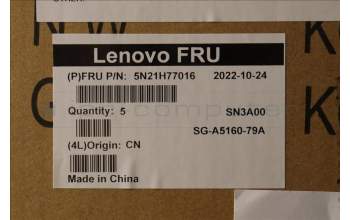 Lenovo FRU
(P)FRU P/N: 5N21H77016 2022-10-24
Quantity: 5 SN3A00
SG-A5160-79A
(4L)Origin: CN
Made in China